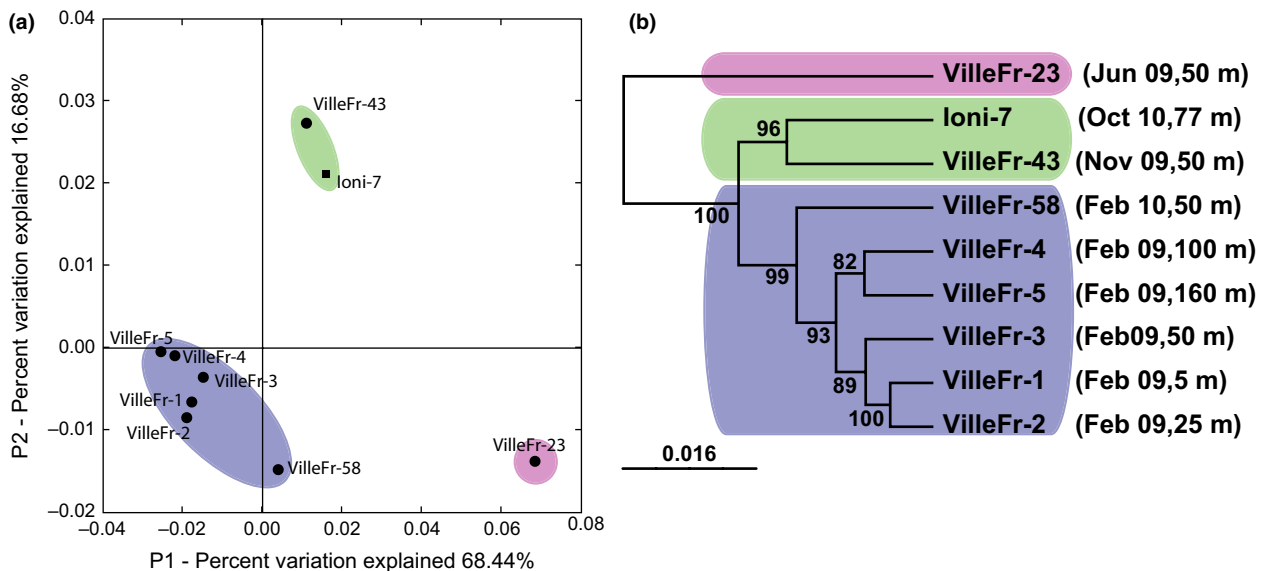 (a)
0.04
0.03
0.02
0.01
0.00
−0.01
−0.02
P2 - Percent variation explained 16.68%
VilleFr-43
Ioni-7
VilleFr-5
VilleFr-4
VilleFr-3
VilleFr-1
VilleFr-2
VilleFr-58
VilleFr-23
−0.04
−0.02
0.00
0.02
0.04
0.06
0.08
P1 - Percent variation explained 68.44%
(b)
VilleFr-23 (Jun 09,50 m)
Ioni-7 (Oct 10,77 m)
96
VilleFr-43 (Nov 09,50 m)
100
VilleFr-58 (Feb 10,50 m)
99
VilleFr-4 (Feb 09,100 m)
82
VilleFr-5 (Feb 09,160 m)
93
VilleFr-3 (Feb09,50 m)
89
VilleFr-1 (Feb 09,5 m)
100
VilleFr-2 (Feb 09,25 m)
0.016